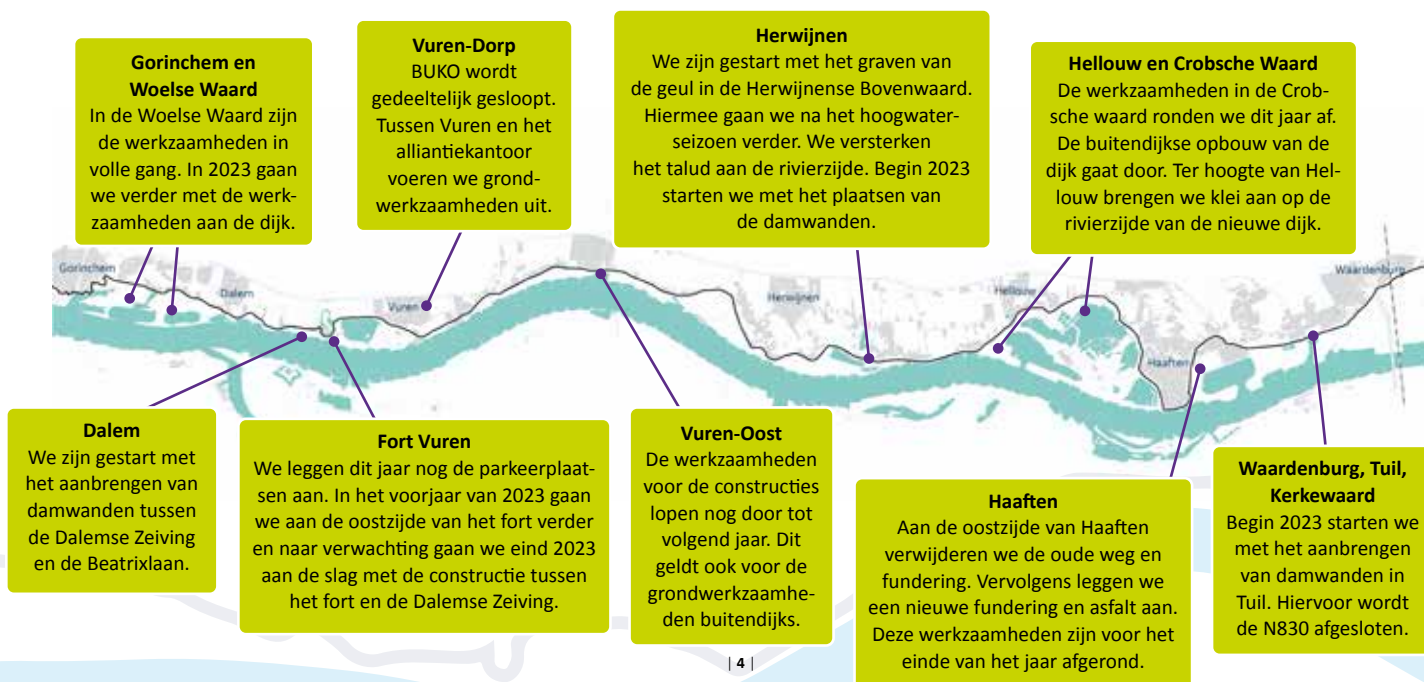 Gorinchem en
Woelse Waard
In de Woelse Waard zijn
de werkzaamheden in
volle gang. In 2023 gaan
we verder met de werk-
zaamheden aan de dijk.
Vuren-Dorp
BUKO wordt
gedeeltelijk gesloopt.
Tussen Vuren en het
alliantiekantoor
voeren we grond-
werkzaamheden uit.
Herwijnen
We zijn gestart met het graven van
de geul in de Herwijnense Bovenwaard.
Hiermee gaan we na het hoogwater-
seizoen verder. We versterken
het talud aan de rivierzijde. Begin 2023
starten we met het plaatsen van
de damwanden.
Hellouw en Crobsche Waard
De werkzaamheden in de Crob-
sche waard ronden we dit jaar af.
De buitendijkse opbouw van de
dijk gaat door. Ter hoogte van Hel-
louw brengen we klei aan op de
rivierzijde van de nieuwe dijk.
Gorinchem
Dalem
Vuren
Herwijnen
Hellouw
Haaften
Waardenburg
Dalem
We zijn gestart met
het aanbrengen van
damwanden tussen
de Dalemse Zeiving
en de Beatrixlaan.
Fort Vuren
We leggen dit jaar nog de parkeerplaat-
sen aan. In het voorjaar van 2023 gaan
we aan de oostzijde van het fort verder
en naar verwachting gaan we eind 2023
aan de slag met de constructie tussen
het fort en de Dalemse Zeiving.
Vuren-Oost
De werkzaamheden
voor de constructies
lopen nog door tot
volgend jaar. Dit
geldt ook voor de
grondwerkzaamhe-
den buitendijks.
Haaften
Aan de oostzijde van Haaften
verwijderen we de oude weg en
fundering. Vervolgens leggen we
een nieuwe fundering en asfalt aan.
Deze werkzaamheden zijn voor het
einde van het jaar afgerond.
Waardenburg, Tuil,
Kerkewaard
Begin 2023 starten we
met het aanbrengen
van damwanden in
Tuil. Hiervoor wordt
de N830 afgesloten.
| 4 |